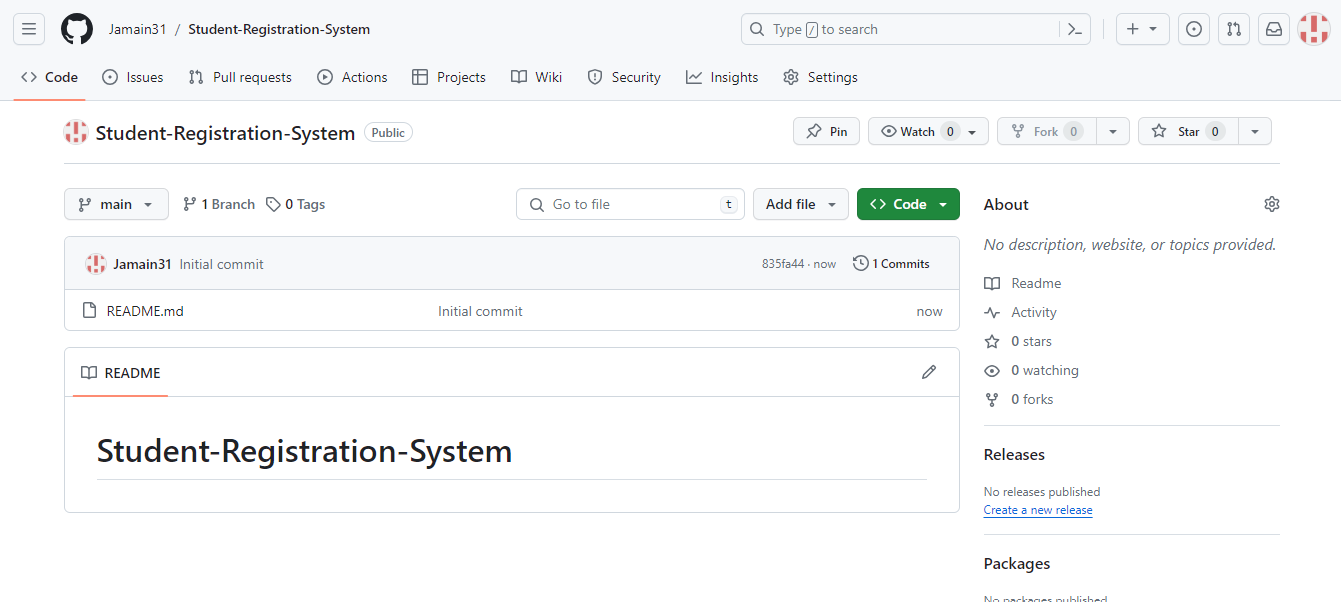 Jamain31 / Student-Registration-System
Type / to search
Code Issues Pull requests Actions Projects Wiki Security Insights Settings
Student-Registration-System Public
Pin Watch 0 Fork 0 Star 0
main 1 Branch 0 Tags Go to file t Add file Code
Jamain31 Initial commit 835fa44 · now 1 Commits
README.md Initial commit now
README
Student-Registration-System
About
No description, website, or topics provided.
Readme
Activity
0 stars
0 watching
0 forks
Releases
No releases published
Create a new release
Packages
No packages published